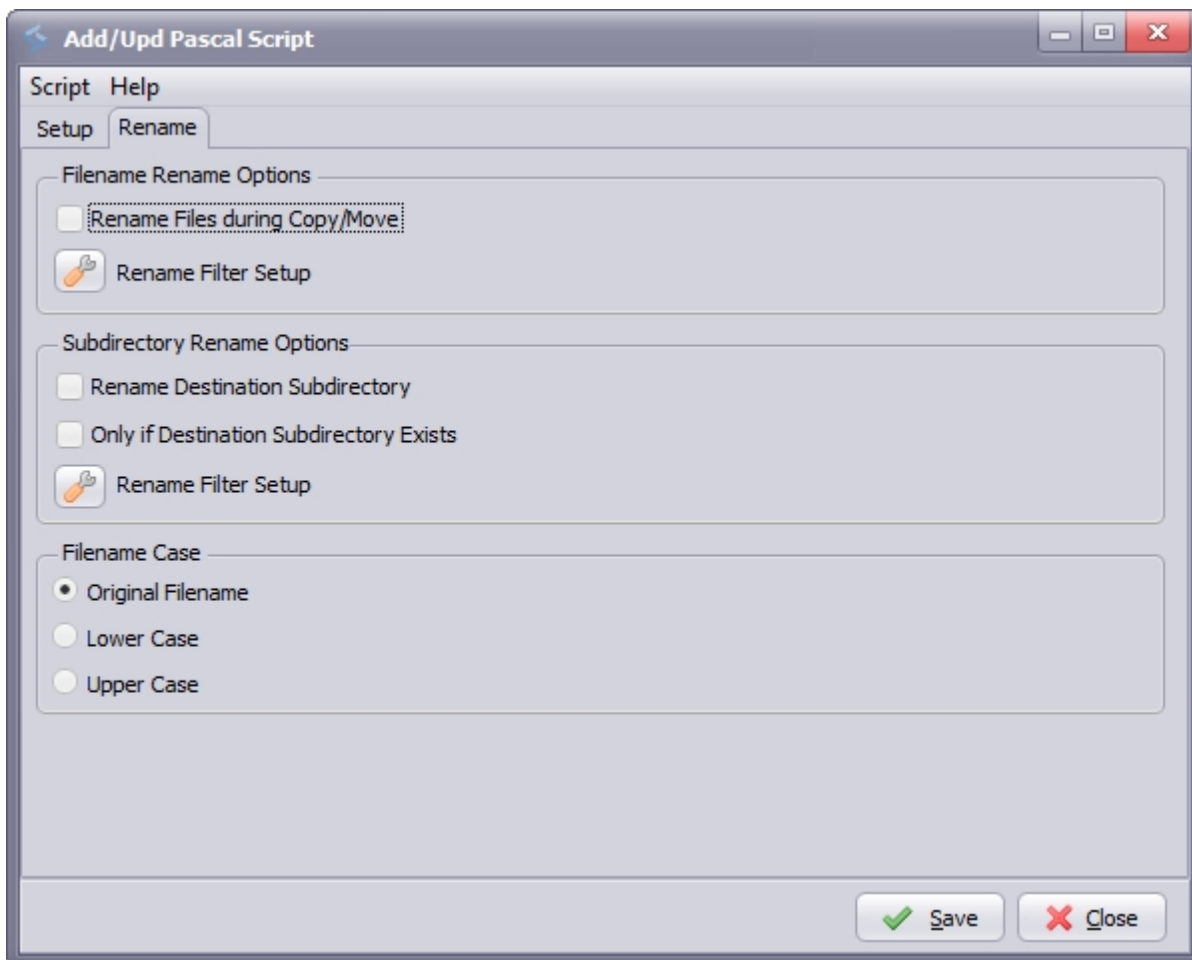 Add/Upd Pascal Script
Script Help
Setup Rename
Filename Rename Options
Rename Files during Copy/Move
Rename Filter Setup
Subdirectory Rename Options
Rename Destination Subdirectory
Only if Destination Subdirectory Exists
Rename Filter Setup
Filename Case
Original Filename
Lower Case
Upper Case
Save Close